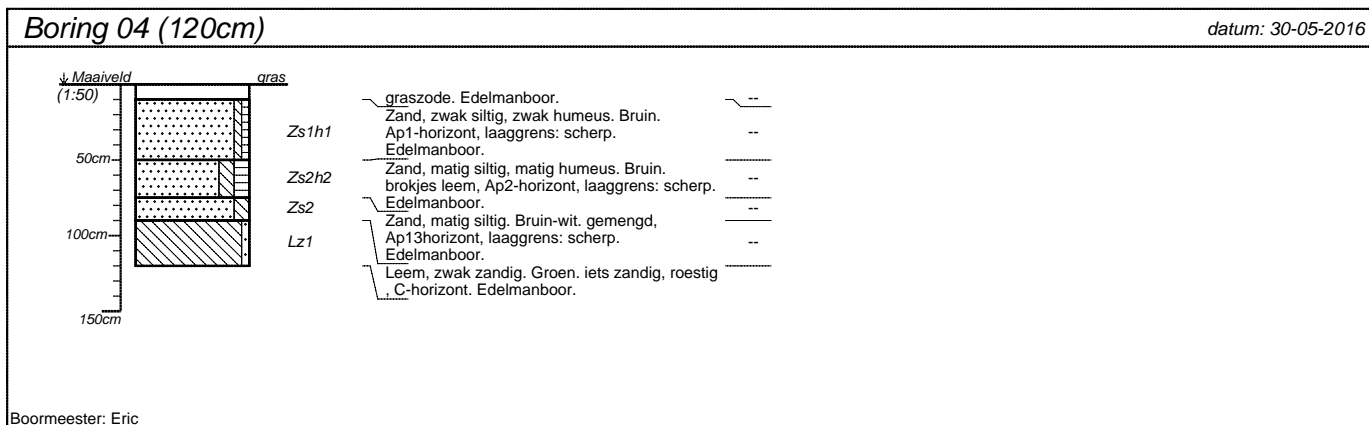 Boring 04 (120cm)
datum: 30-05-2016
Maaiveld
gras
(1:50)
50cm
100cm
150cm
Zs1h1
Zs2h2
Zs2
Lz1
graszode. Edelmanboor.
Zand, zwak siltig, zwak humeus. Bruin.
Ap1-horizont, laaggrens: scherp.
Edelmanboor.
Zand, matig siltig, matig humeus. Bruin.
brokjes leem, Ap2-horizont, laaggrens: scherp.
Edelmanboor.
Zand, matig siltig. Bruin-wit. gemengd,
Ap13horizont, laaggrens: scherp.
Edelmanboor.
Leem, zwak zandig. Groen. iets zandig, roestig
, C-horizont. Edelmanboor.
--
--
--
--
--
Boormeester: Eric